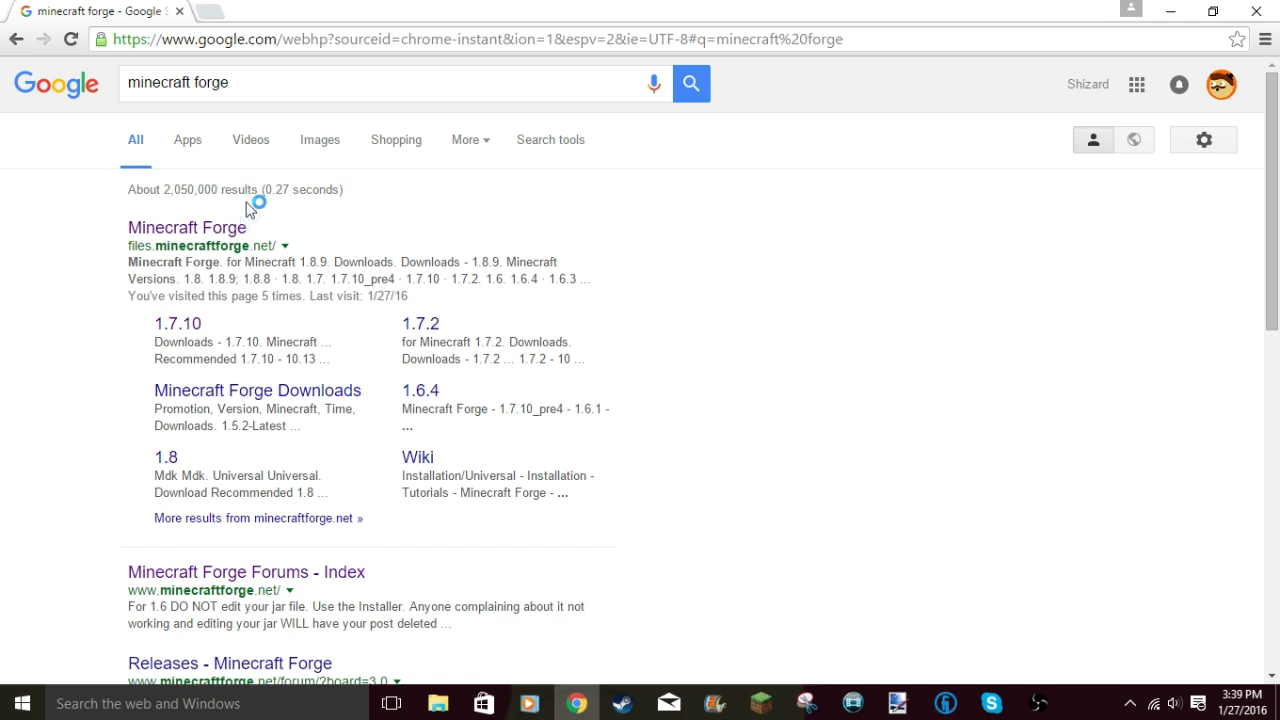 minecraft forge - Google S
https://www.google.com/webhp?sourceid=chrome-instant&ion=1&espv=2&ie=UTF-8#q=minecraft%20forge
Google
minecraft forge
Shizard
All Apps Videos Images Shopping More Search tools
About 2,050,000 results (0.27 seconds)
Minecraft Forge
files.minecraftforge.net/
Minecraft Forge. for Minecraft 1.8.9. Downloads. Downloads - 1.8.9. Minecraft
Versions. 1.8. 1.8.9; 1.8.8 · 1.8. 1.7. 1.7.10_pre4 · 1.7.10 · 1.7.2. 1.6. 1.6.4 · 1.6.3 ...
You've visited this page 5 times. Last visit: 1/27/16
1.7.10
Downloads - 1.7.10. Minecraft ...
Recommended 1.7.10 - 10.13 ...
1.7.2
for Minecraft 1.7.2. Downloads.
Downloads - 1.7.2 ... 1.7.2 - 10 ...
Minecraft Forge Downloads
Promotion, Version, Minecraft, Time,
Downloads. 1.5.2-Latest ...
1.6.4
Minecraft Forge - 1.7.10_pre4 - 1.6.1 -
...
1.8
Mdk Mdk. Universal Universal.
Download Recommended 1.8 ...
Wiki
Installation/Universal - Installation -
Tutorials - Minecraft Forge - ...
More results from minecraftforge.net »
Minecraft Forge Forums - Index
www.minecraftforge.net/
For 1.6 DO NOT edit your jar file. Use the Installer. Anyone complaining about it not
working and editing your jar WILL have your post deleted ...
Releases - Minecraft Forge
www.minecraftforge.net/forum/?board=3.0
Search the web and Windows
3:39 PM
1/27/2016